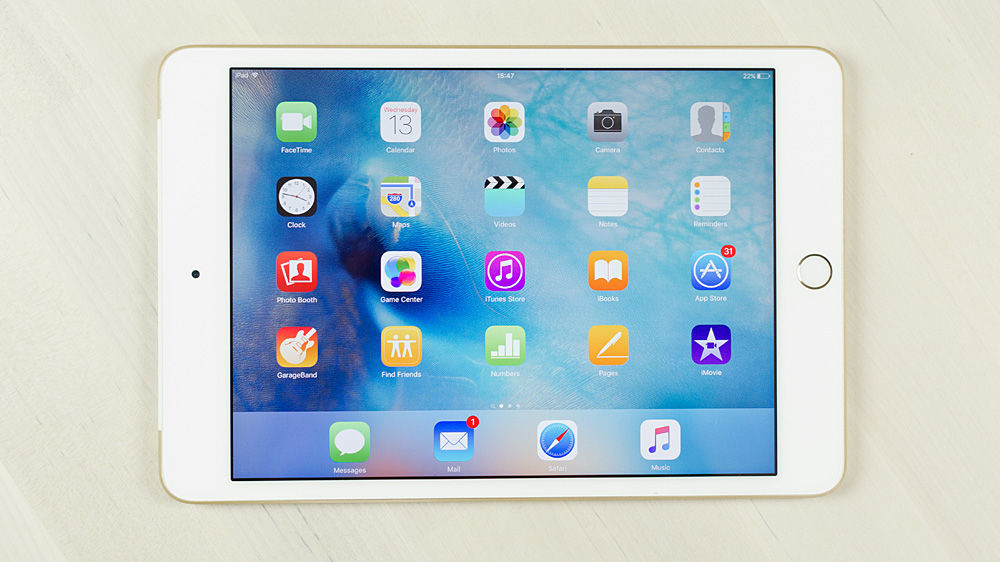 iPad 15:47 22%
Wednesday
13
FaceTime Calendar Photos Camera Contacts
280
Clock Maps Videos Notes Reminders
31
Photo Booth Game Center iTunes Store iBooks App Store
GarageBand Find Friends Numbers Pages iMovie
1
Messages Mail Safari Music